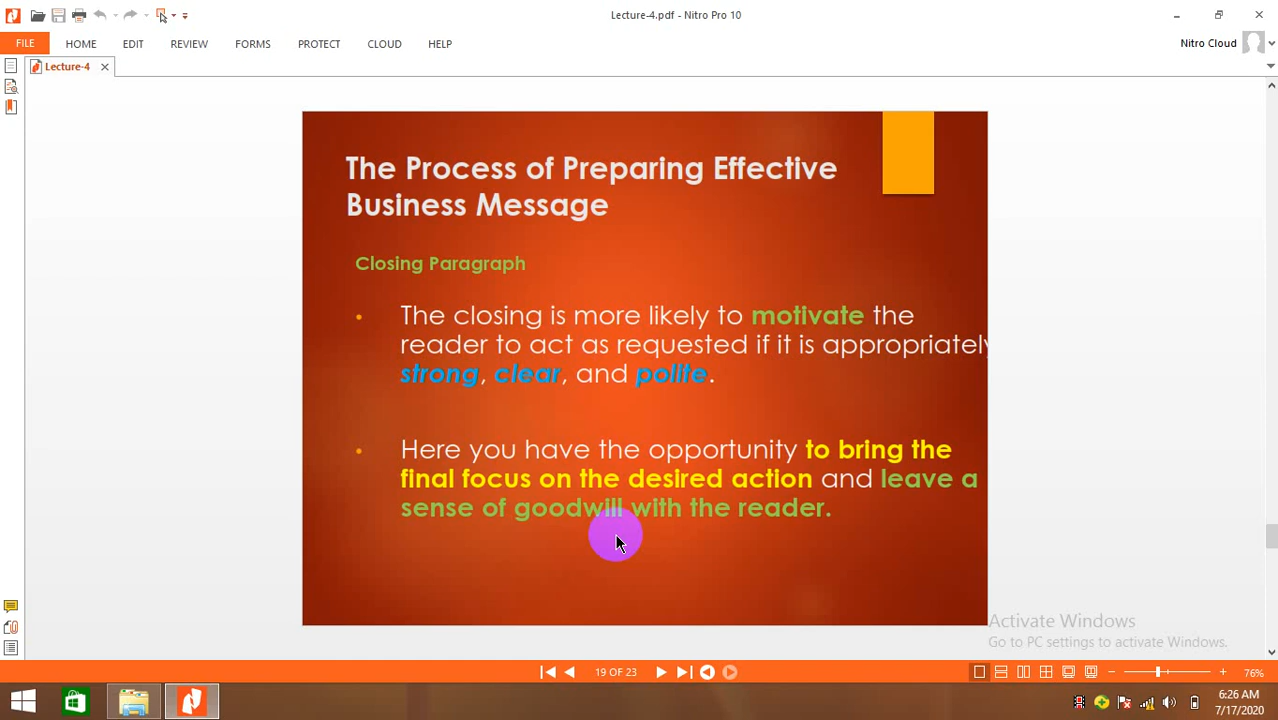 Lecture-4.pdf - Nitro Pro 10
FILE HOME EDIT REVIEW FORMS PROTECT CLOUD HELP Nitro Cloud
Lecture-4
The Process of Preparing Effective
Business Message
Closing Paragraph
• The closing is more likely to motivate the
reader to act as requested if it is appropriately
strong, clear, and polite.
• Here you have the opportunity to bring the
final focus on the desired action and leave a
sense of goodwill with the reader.
Activate Windows
Go to PC settings to activate Windows.
19 OF 23
76%
6:26 AM
7/17/2020